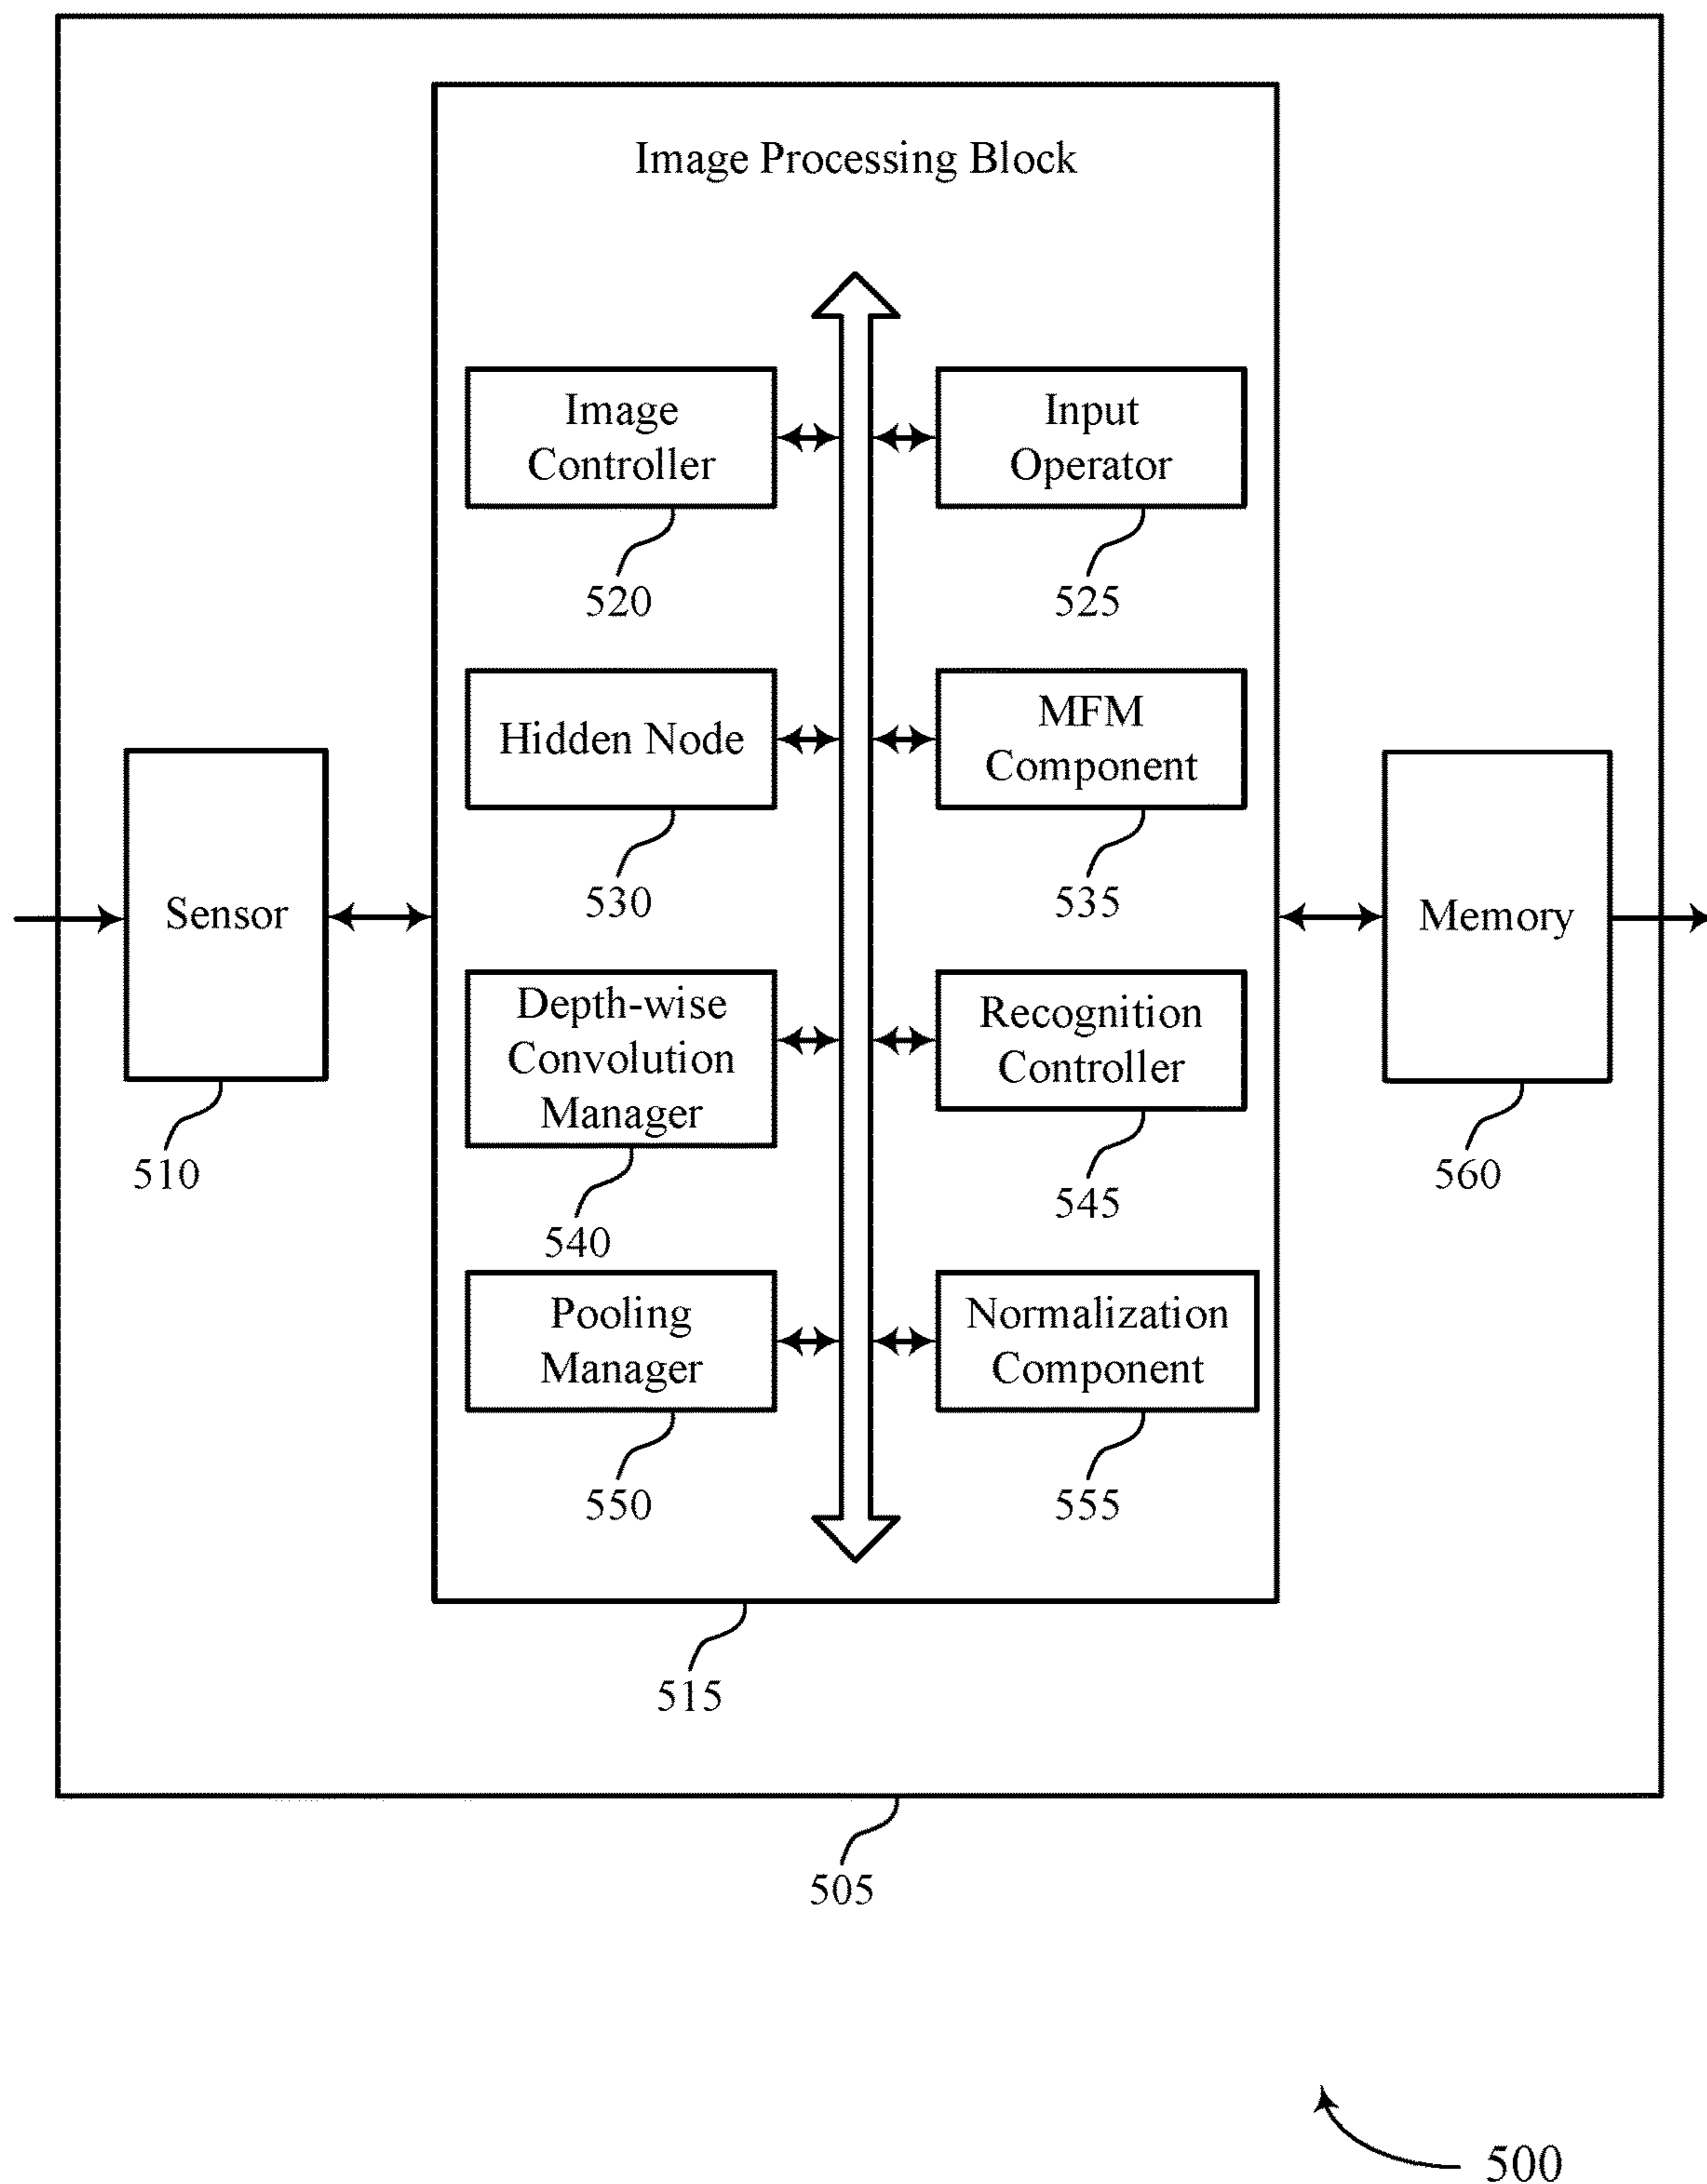 Image Processing Block
Image
Controller
520
Input
Operator
525
Hidden Node
530
MFM
Component
535
Sensor
510
Memory
560
Depth-wise
Convolution
Manager
540
Recognition
Controller
545
Pooling
Manager
550
Normalization
Component
555
515
505
500